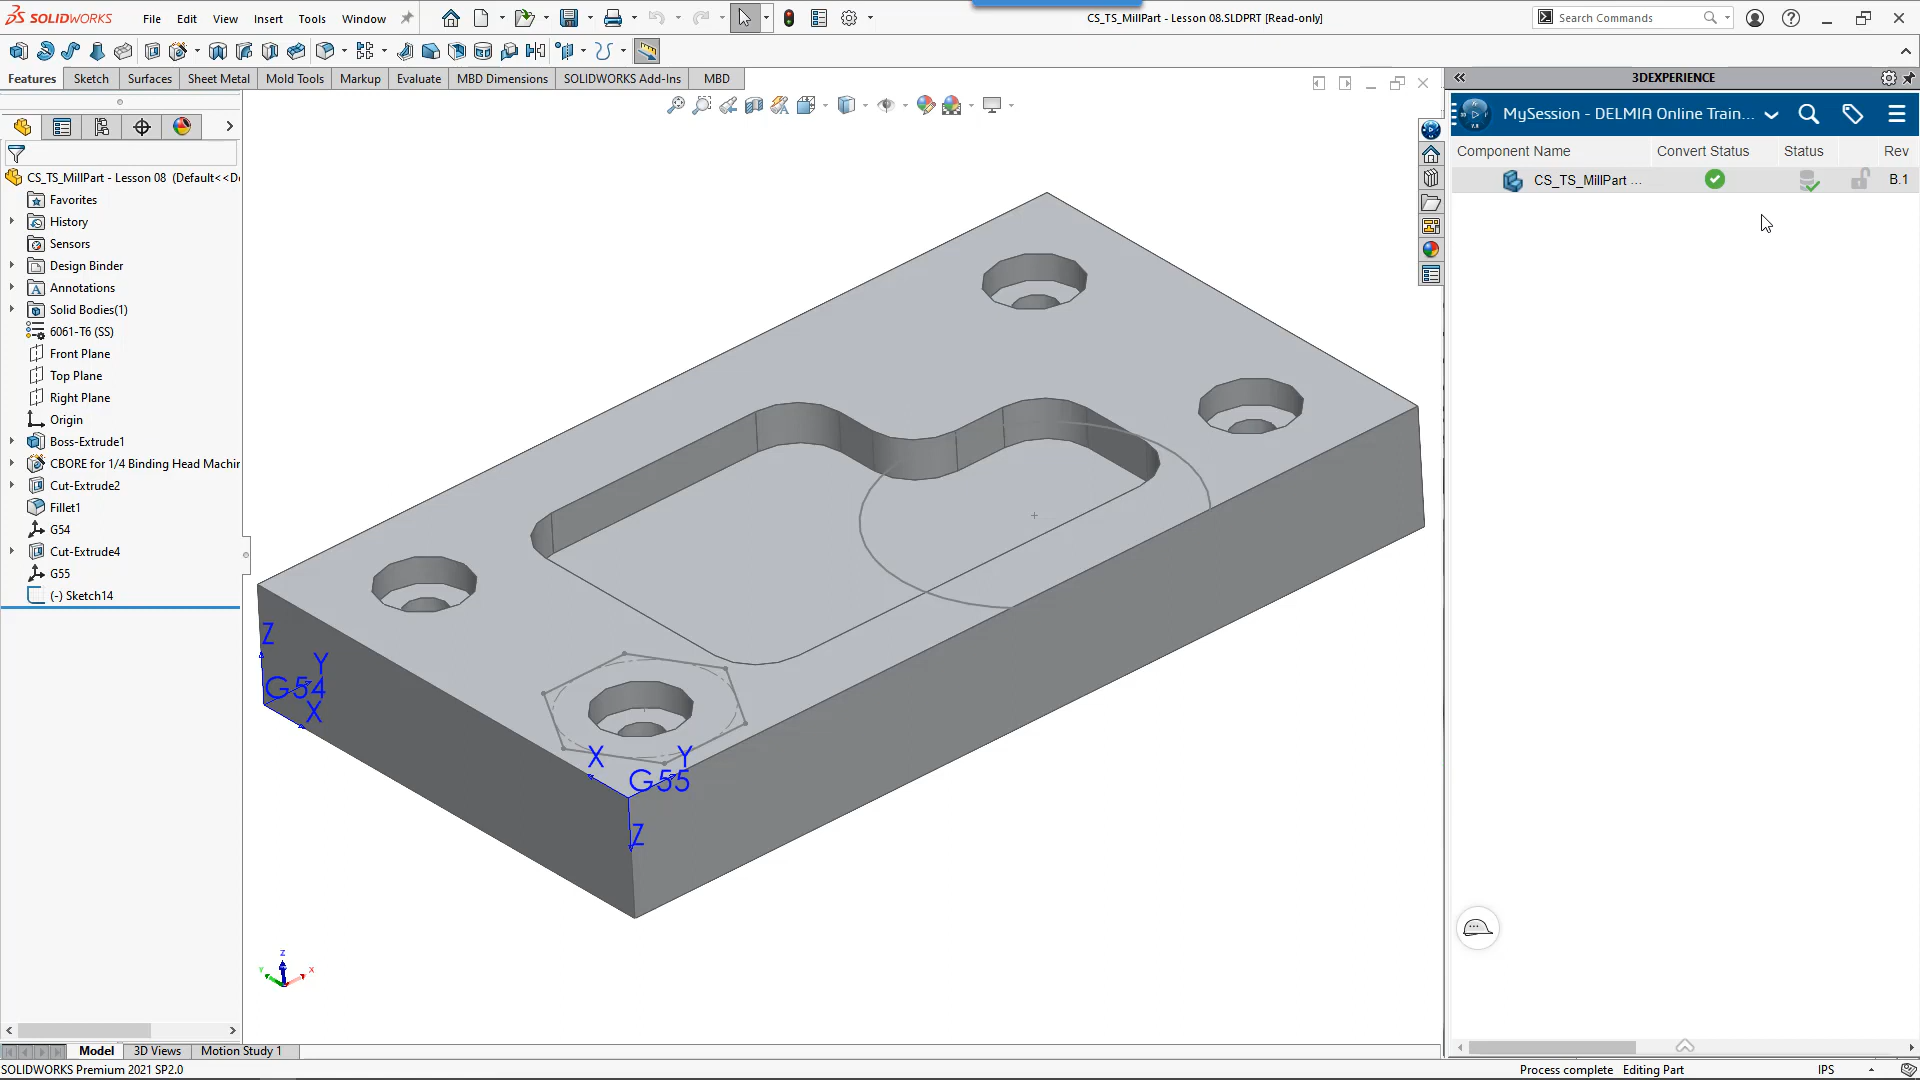 SOLIDWORKS File Edit View Insert Tools Window
CS_TS_MillPart - Lesson 08.SLDPRT [Read-only]
Search Commands
Features Sketch Surfaces Sheet Metal Mold Tools Markup Evaluate MBD Dimensions SOLIDWORKS Add-Ins MBD
3DEXPERIENCE
MySession - DELMIA Online Train...
Component Name Convert Status Status Rev
CS_TS_MillPart ... B.1
CS_TS_MillPart - Lesson 08 (Default<<D
Favorites
History
Sensors
Design Binder
Annotations
Solid Bodies(1)
6061-T6 (SS)
Front Plane
Top Plane
Right Plane
Origin
Boss-Extrude1
CBORE for 1/4 Binding Head Machin
Cut-Extrude2
Fillet1
G54
Cut-Extrude4
G55
(-) Sketch14
Z
Y
G54
X
X
Y
G55
Z
Z
Y
X
Model 3D Views Motion Study 1
SOLIDWORKS Premium 2021 SP2.0
Process complete Editing Part IPS